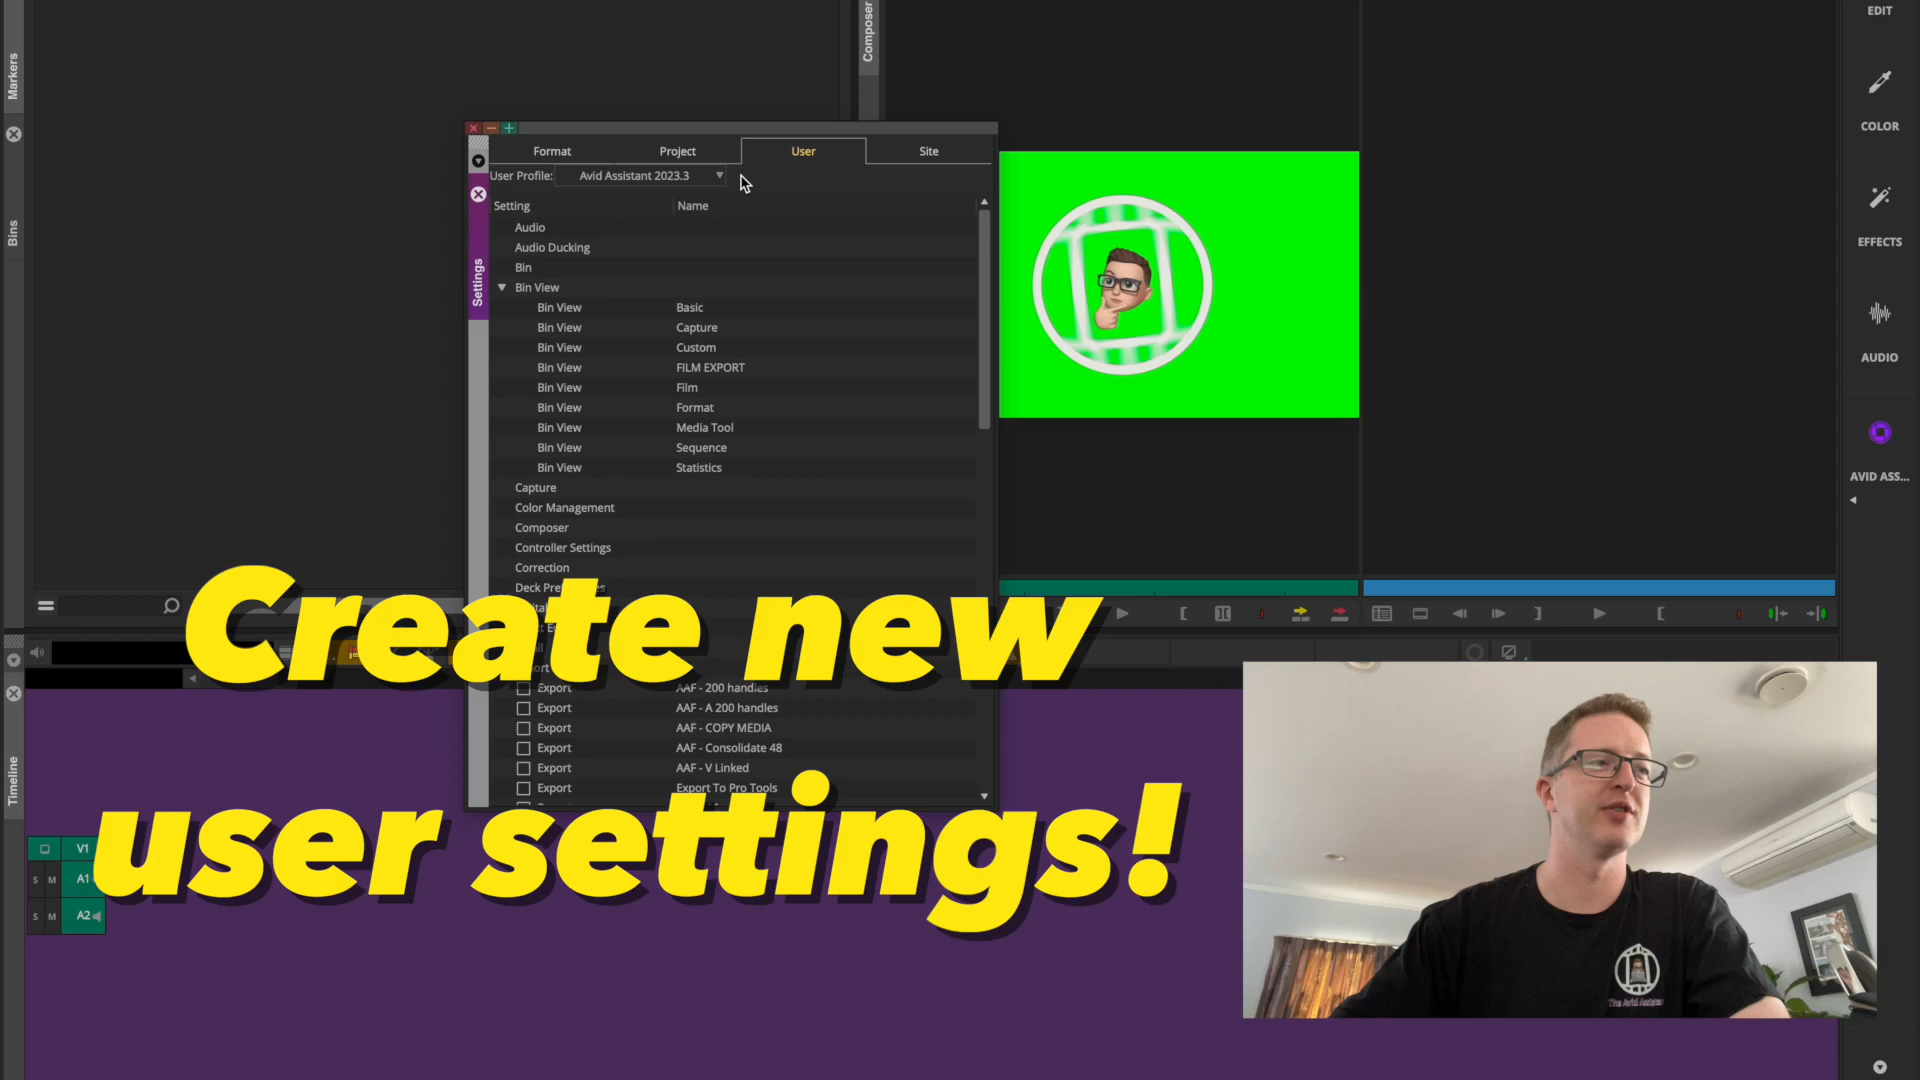 Markers
Bins
Composer
EDIT
COLOR
EFFECTS
AUDIO
AVID ASS...
Settings
Format
Project
User
Site
User Profile:
Avid Assistant 2023.3
Setting
Name
Audio
Audio Ducking
Bin
Bin View
Bin View Basic
Bin View Capture
Bin View Custom
Bin View FILM EXPORT
Bin View Film
Bin View Format
Bin View Media Tool
Bin View Sequence
Bin View Statistics
Capture
Color Management
Composer
Controller Settings
Correction
Export AAF - 200 handles
Export AAF - A 200 handles
Export AAF - COPY MEDIA
Export AAF - Consolidate 48
Export AAF - V Linked
Export Export To Pro Tools
Create new
user settings!
Timeline
V1
S M A1
S M A2
The Avid Assistant